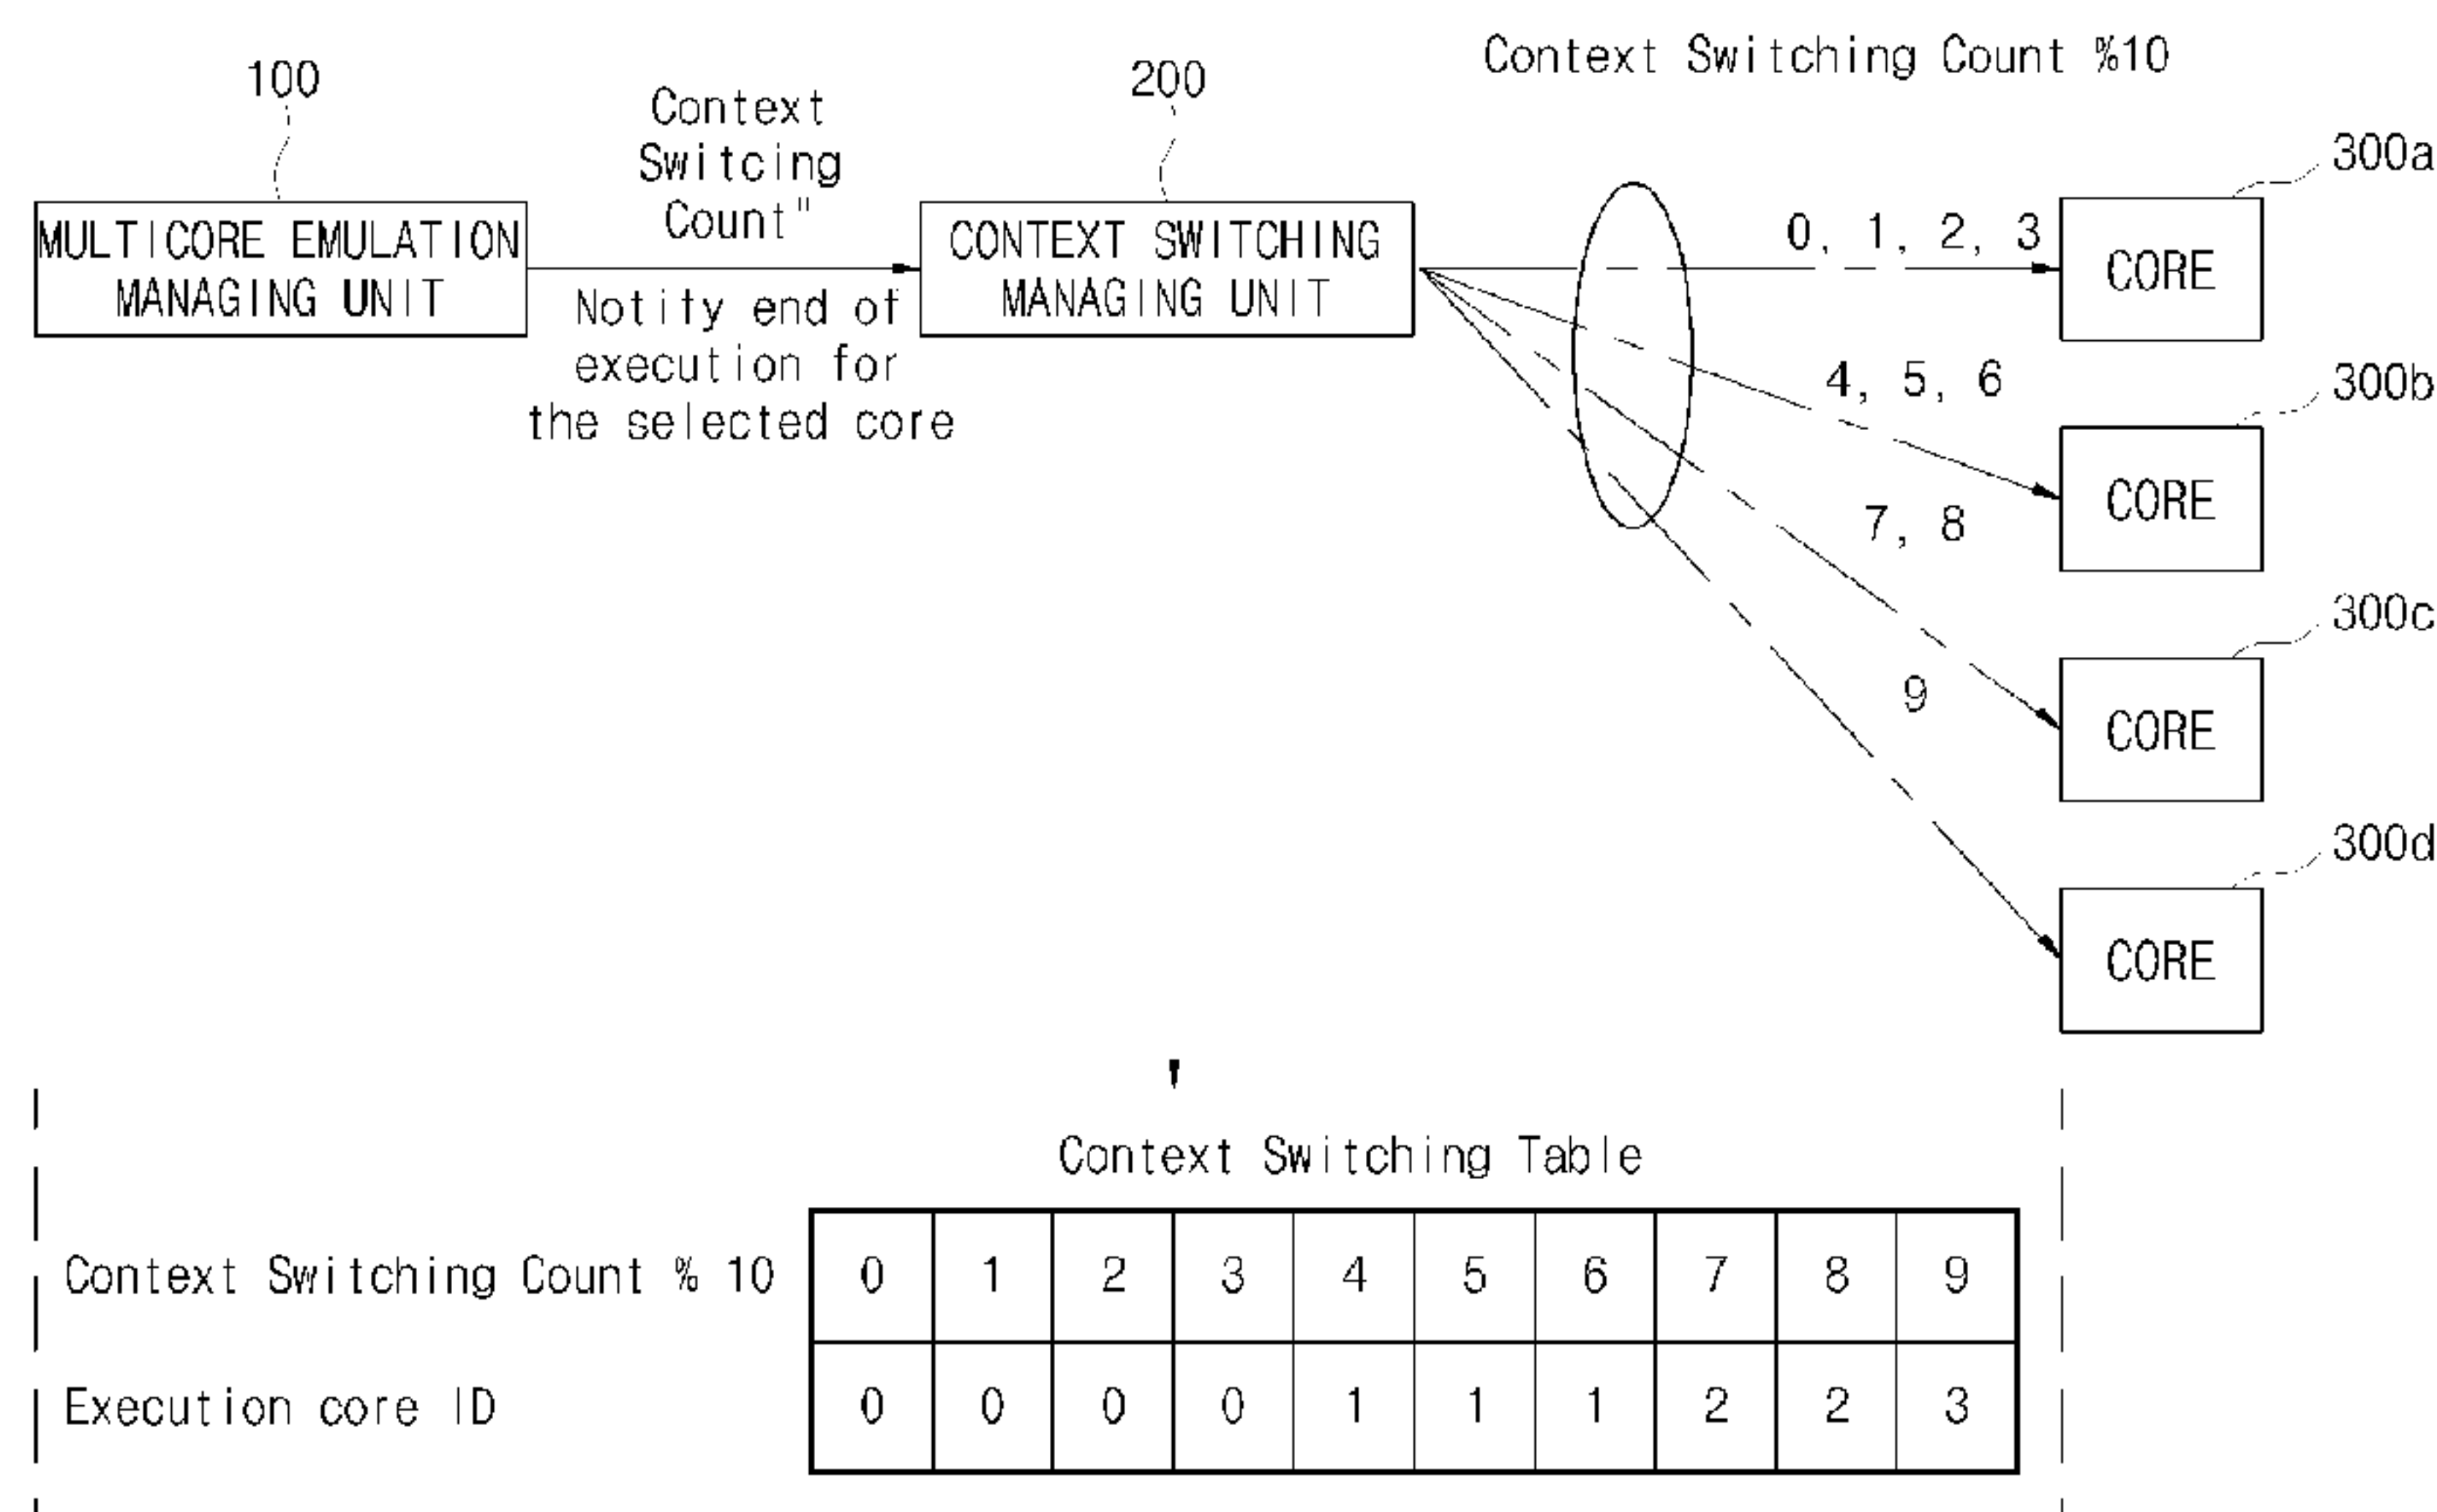 Context Switching Count %10
100
200
Context
Switcing
Count"
300a
MULTICORE EMULATION
MANAGING UNIT
CONTEXT SWITCHING
MANAGING UNIT
0, 1, 2, 3
CORE
Notify end of
execution for
the selected core
4, 5, 6
300b
CORE
7, 8
300c
9
CORE
300d
CORE
Context Switching Table
Context Switching Count % 10 0 1 2 3 4 5 6 7 8 9
Execution core ID 0 0 0 0 1 1 1 2 2 3